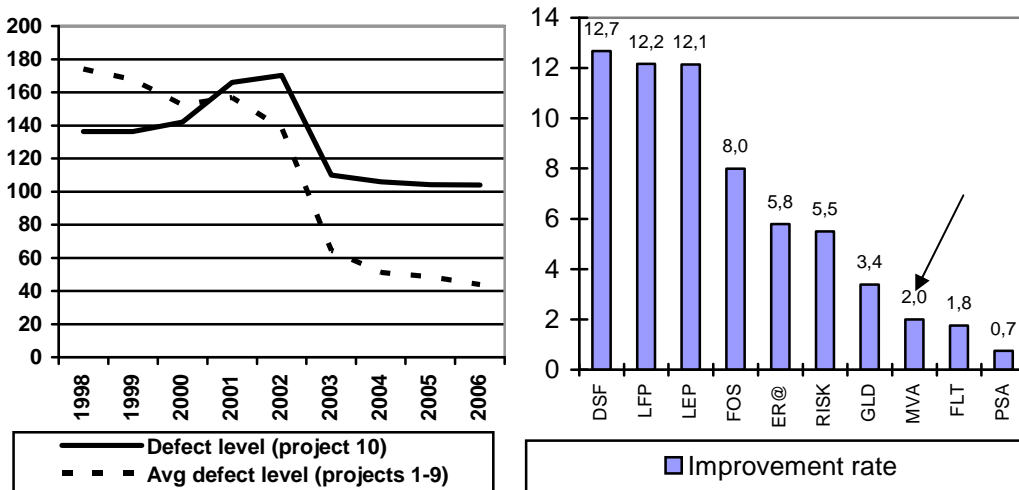 200
180
160
140
120
100
80
60
40
20
0
1998
1999
2000
2001
2002
2003
2004
2005
2006
Defect level (project 10)
Avg defect level (projects 1-9)
14
12
10
8
6
4
2
0
12,7
12,2
12,1
8,0
5,8
5,5
3,4
2,0
1,8
0,7
DSF
LFP
LEP
FOS
ER@
RISK
GLD
MVA
FLT
PSA
Improvement rate